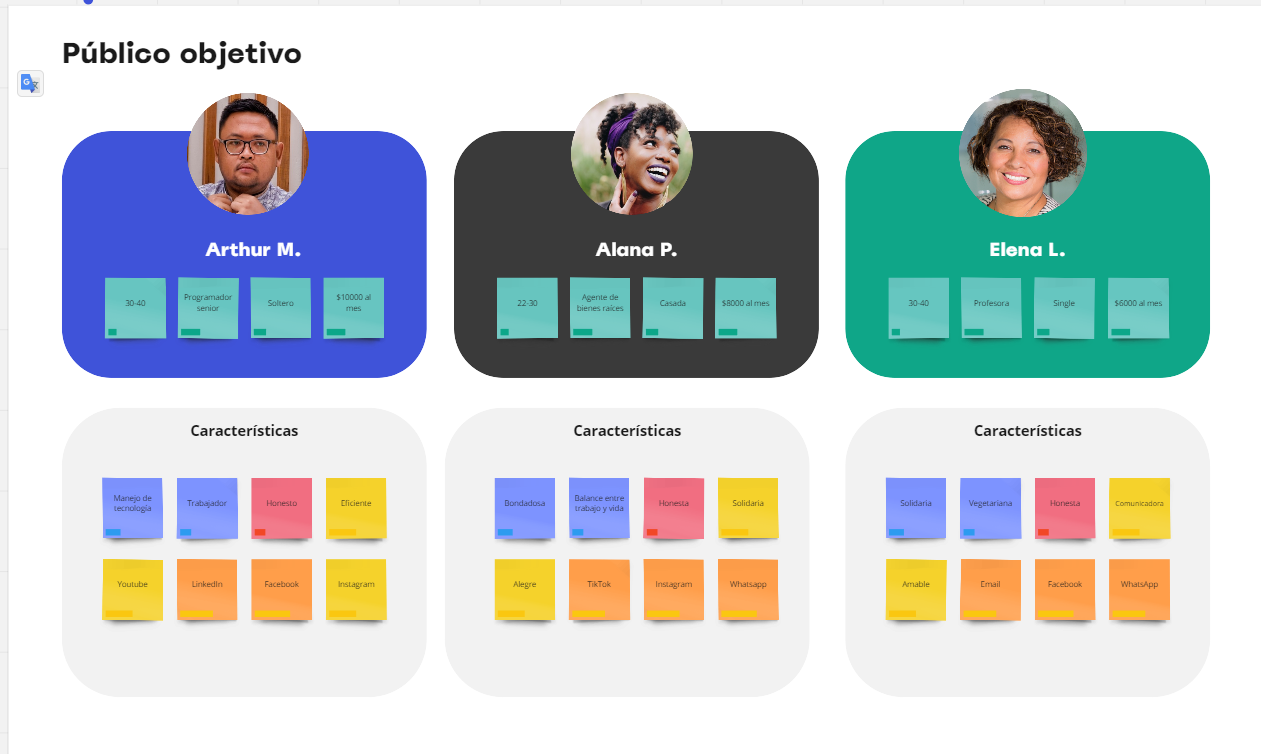 Público objetivo
Arthur M.
30-40
Programador
senior
Soltero
$10000 al
mes
Alana P.
22-30
Agente de
bienes raíces
Casada
$8000 al mes
Elena L.
30-40
Profesora
Single
$6000 al mes
Características
Manejo de
tecnología
Trabajador
Honesto
Eficiente
Youtube
LinkedIn
Facebook
Instagram
Características
Bondadosa
Balance entre
trabajo y vida
Honesta
Solidaria
Alegre
TikTok
Instagram
Whatsapp
Características
Solidaria
Vegetariana
Honesta
Comunicadora
Amable
Email
Facebook
WhatsApp